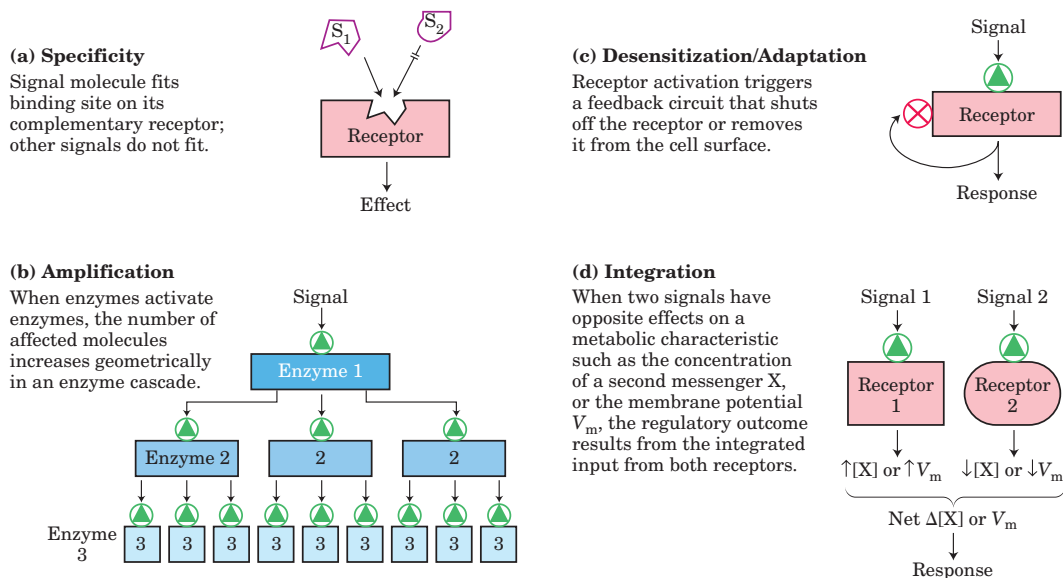 (a) Specificity
Signal molecule fits
binding site on its
complementary receptor;
other signals do not fit.
S1
S2
Receptor
Effect
(b) Amplification
When enzymes activate
enzymes, the number of
affected molecules
increases geometrically
in an enzyme cascade.
Signal
Enzyme 1
Enzyme 2
2
2
Enzyme
3
3 3 3 3 3 3 3 3 3
(c) Desensitization/Adaptation
Receptor activation triggers
a feedback circuit that shuts
off the receptor or removes
it from the cell surface.
Signal
Receptor
Response
(d) Integration
When two signals have
opposite effects on a
metabolic characteristic
such as the concentration
of a second messenger X,
or the membrane potential
Vm, the regulatory outcome
results from the integrated
input from both receptors.
Signal 1
Signal 2
Receptor
1
Receptor
2
↑[X] or ↑Vm
↓[X] or ↓Vm
Net Δ[X] or Vm
Response